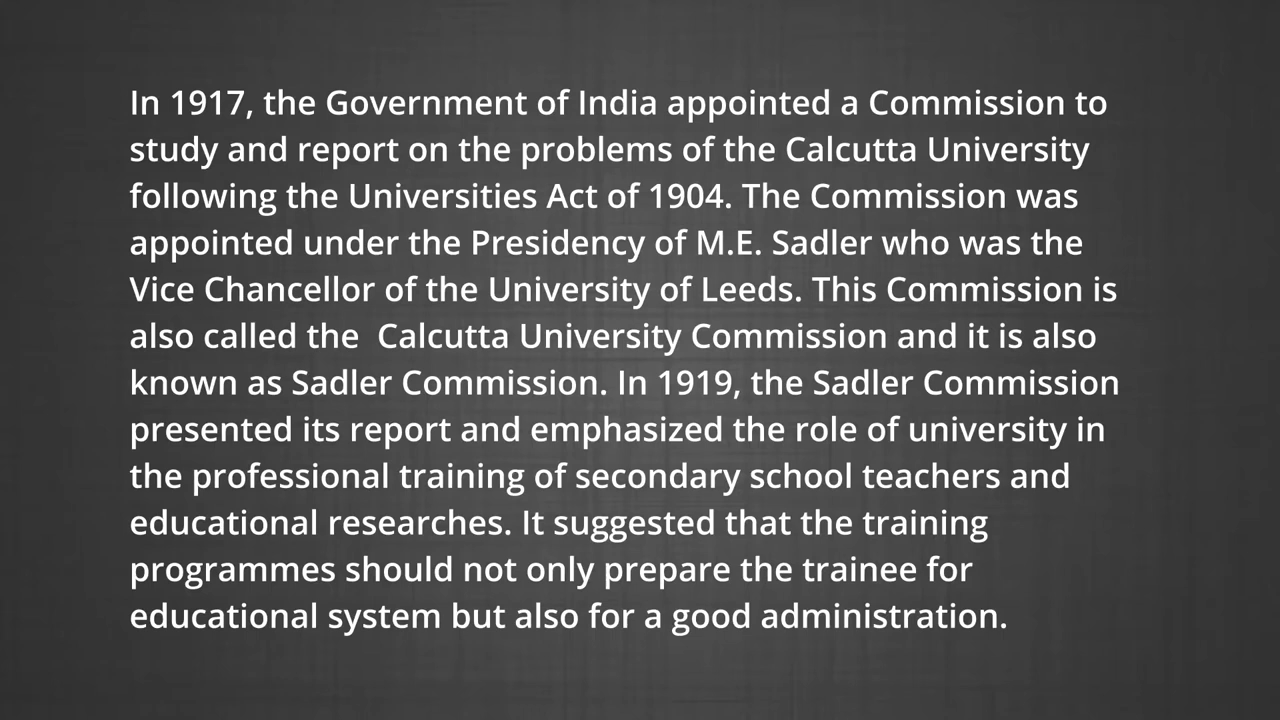 In 1917, the Government of India appointed a Commission to
study and report on the problems of the Calcutta University
following the Universities Act of 1904. The Commission was
appointed under the Presidency of M.E. Sadler who was the
Vice Chancellor of the University of Leeds. This Commission is
also called the  Calcutta University Commission and it is also
known as Sadler Commission. In 1919, the Sadler Commission
presented its report and emphasized the role of university in
the professional training of secondary school teachers and
educational researches. It suggested that the training
programmes should not only prepare the trainee for
educational system but also for a good administration.